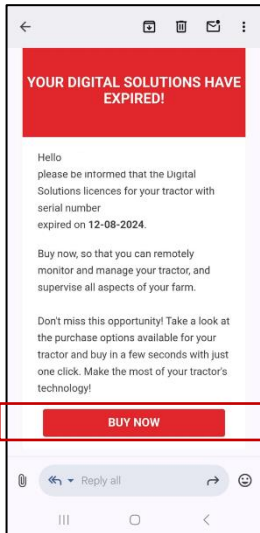 YOUR DIGITAL SOLUTIONS HAVE
EXPIRED!
Hello
please be informed that the Digital
Solutions licences for your tractor with
serial number
expired on 12-08-2024.
Buy now, so that you can remotely
monitor and manage your tractor, and
supervise all aspects of your farm.
Don't miss this opportunity! Take a look at
the purchase options available for your
tractor and buy in a few seconds with just
one click. Make the most of your tractor's
technology!
BUY NOW
Reply all